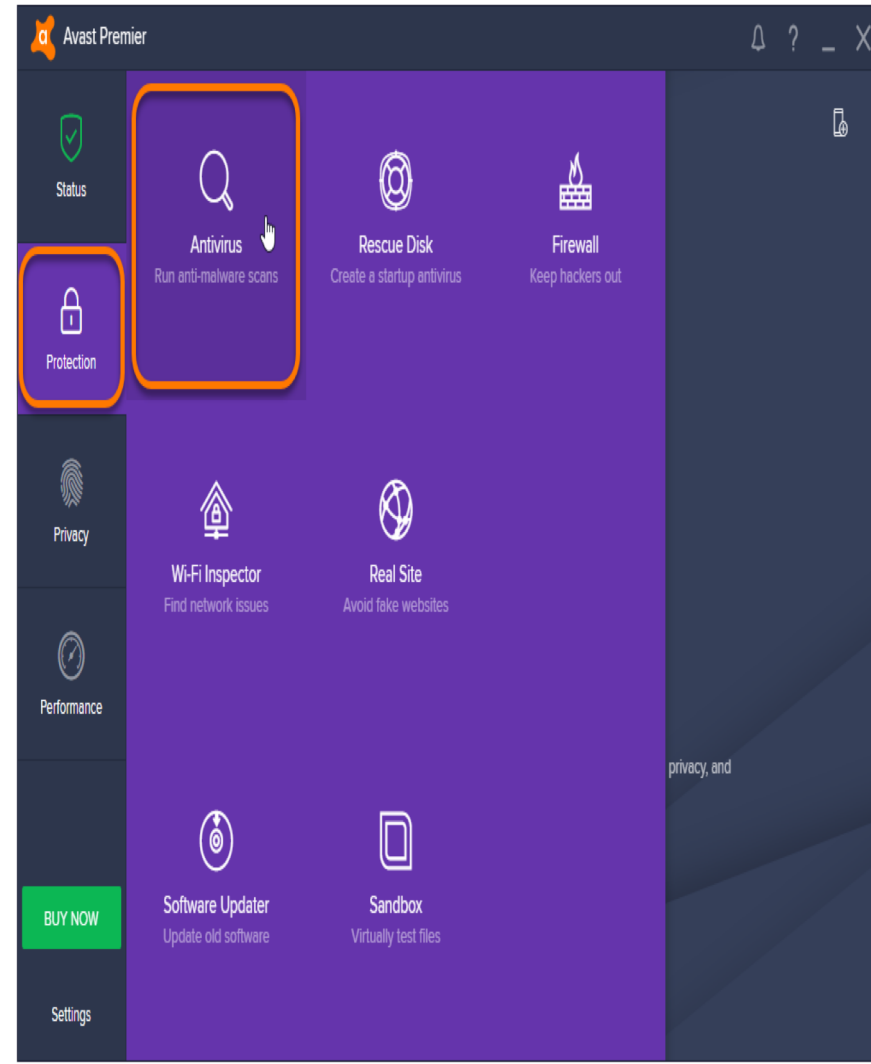 Avast Premier
?
Status
Antivirus
Run anti-malware scans
Rescue Disk
Create a startup antivirus
Firewall
Keep hackers out
Protection
Privacy
Wi-Fi Inspector
Find network issues
Real Site
Avoid fake websites
Performance
privacy, and
Software Updater
Update old software
Sandbox
Virtually test files
BUY NOW
Settings